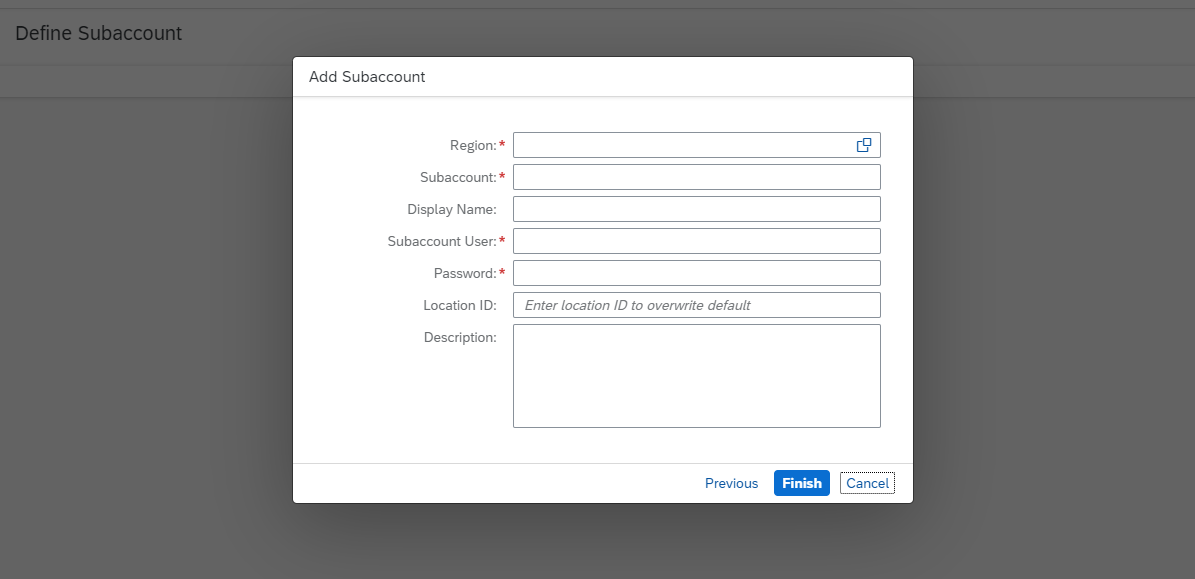 Define Subaccount
Add Subaccount
Region:*
Subaccount:*
Display Name:
Subaccount User:*
Password:*
Location ID: Enter location ID to overwrite default
Description:
Previous Finish Cancel